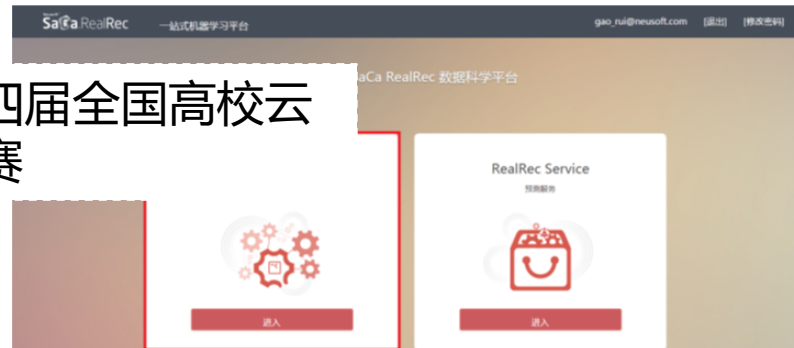 SaCa.RealRec 一站式机器学习平台 gao_rui@neusoft.com [退出] [修改密码]
aCa RealRec 数据科学平台
四届全国高校云
赛
RealRec Service
预测服务
进入 进入